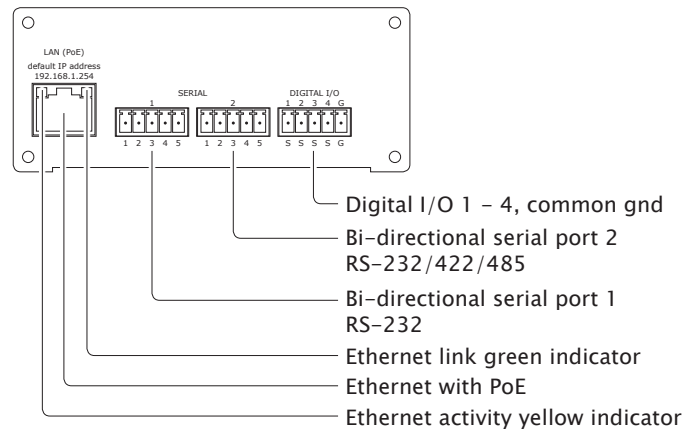 LAN (PoE)
default IP address
192.168.1.254
SERIAL
DIGITAL I/O
1
2
1 2 3 4 G
1 2 3 4 5
1 2 3 4 5
S S S S G
Digital I/O 1 – 4, common gnd
Bi–directional serial port 2
RS–232/422/485
Bi–directional serial port 1
RS–232
Ethernet link green indicator
Ethernet with PoE
Ethernet activity yellow indicator